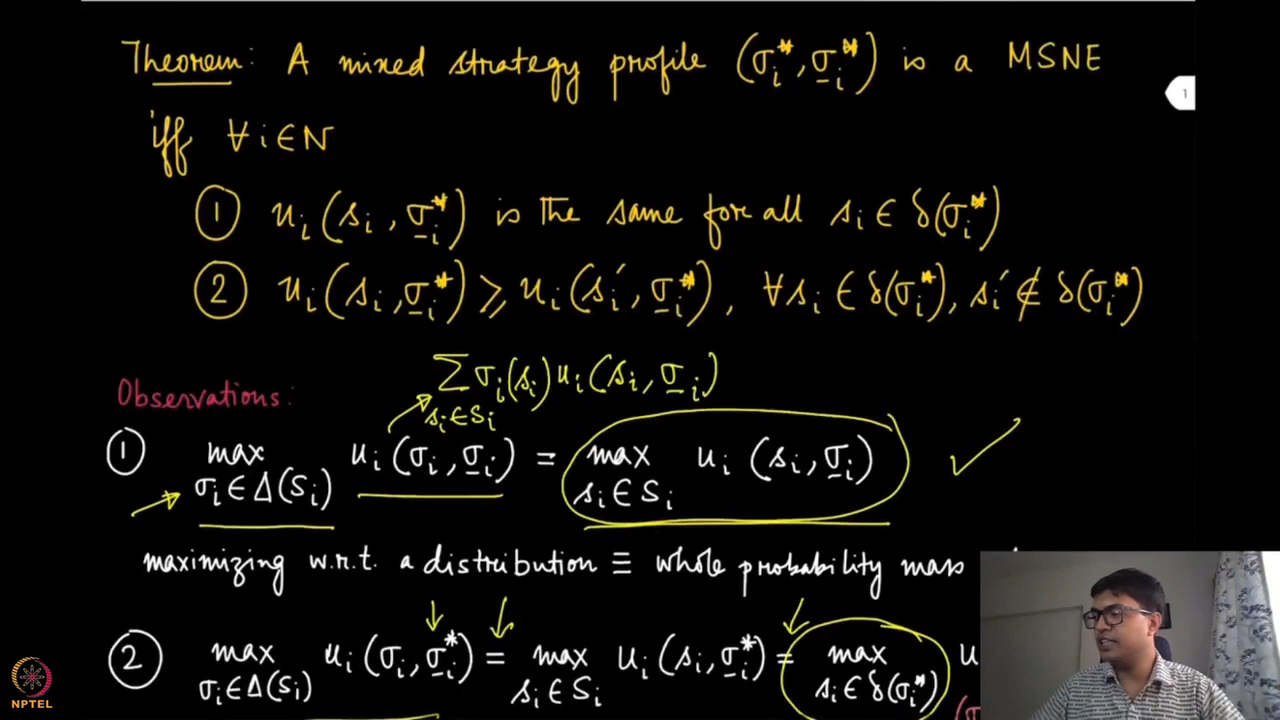 Theorem: A mixed strategy profile (σᵢ*, σ̲ᵢ*) is a MSNE
iff ∀ i ∈ N
① uᵢ(sᵢ, σ̲ᵢ*) is the same for all sᵢ ∈ δ(σᵢ*)
② uᵢ(sᵢ, σ̲ᵢ*) ≥ uᵢ(sᵢ′, σ̲ᵢ*), ∀ sᵢ ∈ δ(σᵢ*), sᵢ′ ∉ δ(σᵢ*)
Σ σᵢ(sᵢ) uᵢ(sᵢ, σ̲ᵢ)
sᵢ ∈ Sᵢ
Observations:
① max uᵢ(σᵢ, σ̲ᵢ) = max uᵢ(sᵢ, σ̲ᵢ) ✓
σᵢ ∈ Δ(Sᵢ) sᵢ ∈ Sᵢ
maximizing w.r.t. a distribution ≡ whole probability mass
② max uᵢ(σᵢ, σ̲ᵢ*) = max uᵢ(sᵢ, σ̲ᵢ*) = max u
σᵢ ∈ Δ(Sᵢ) sᵢ ∈ Sᵢ sᵢ ∈ δ(σᵢ*)
1
NPTEL